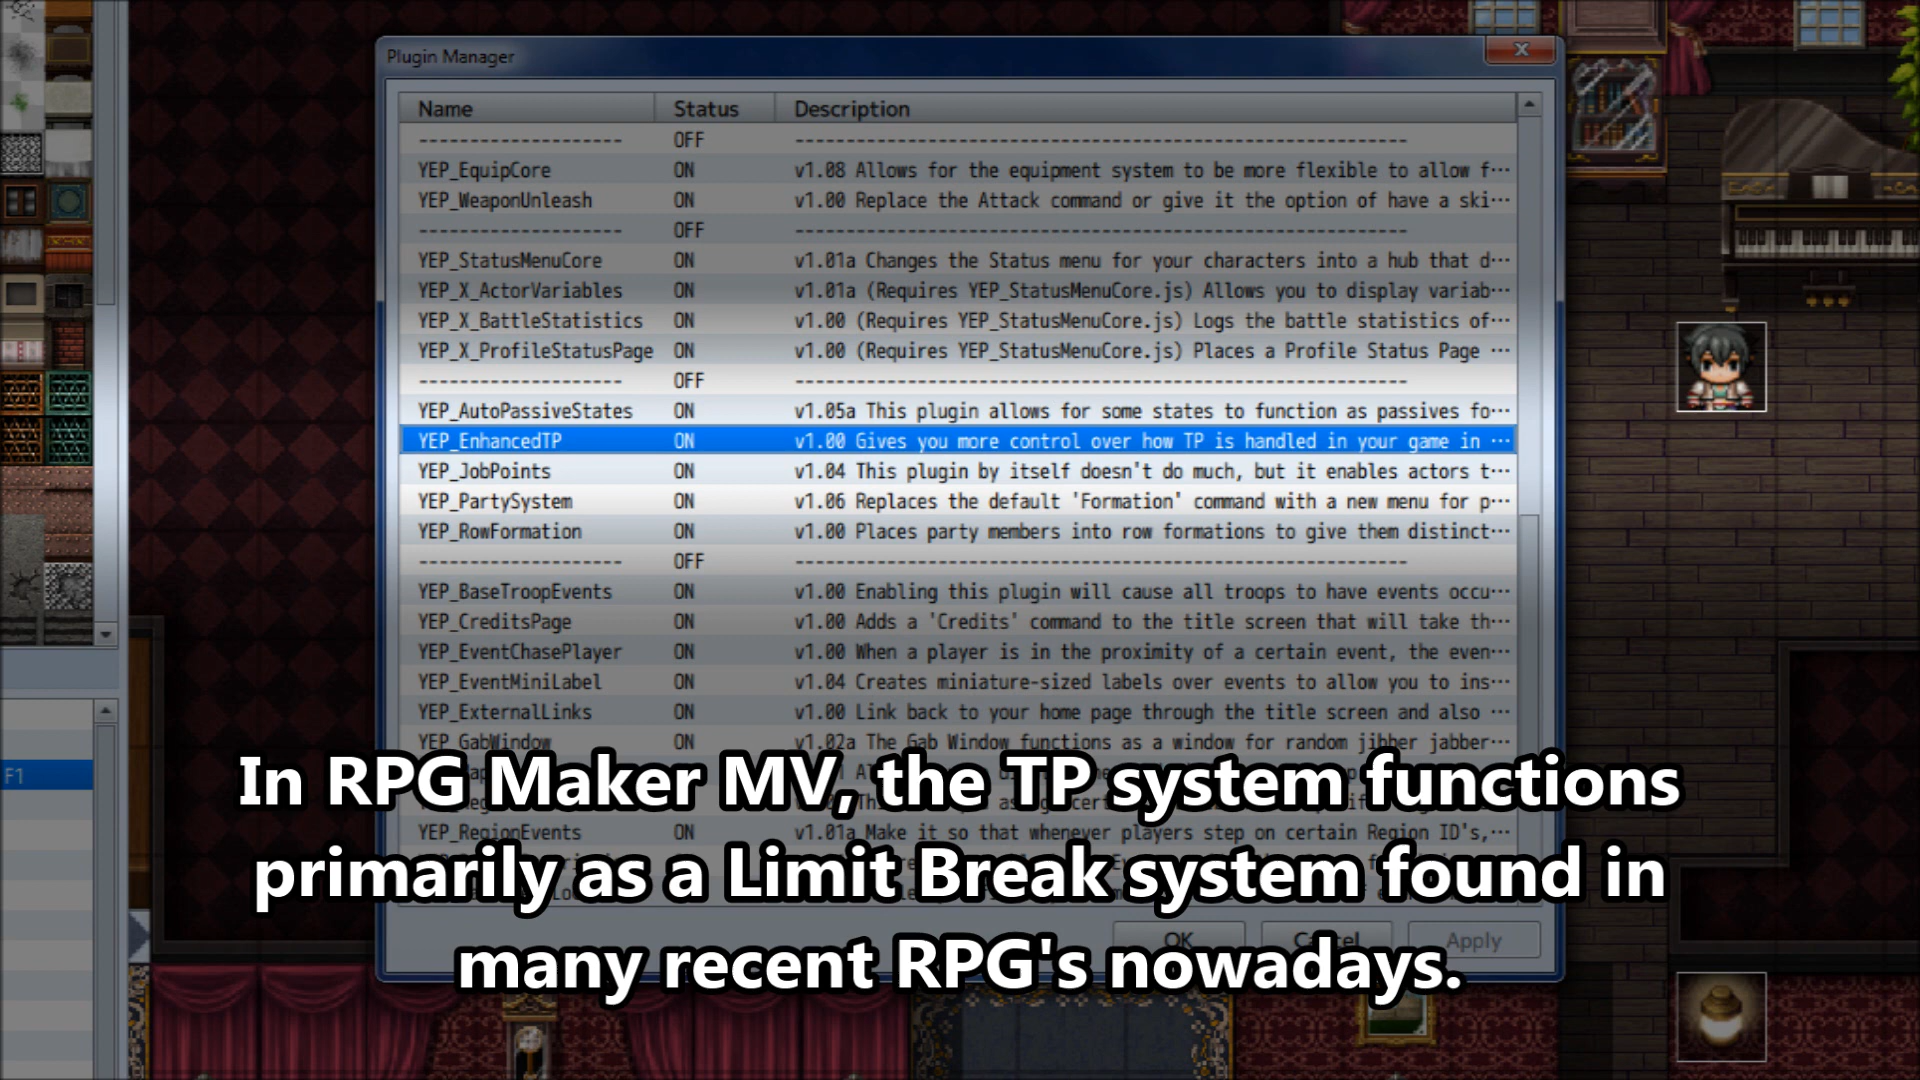 Plugin Manager
Name Status Description
-------------------- OFF ------------------------------------------------------------
YEP_EquipCore ON v1.08 Allows for the equipment system to be more flexible to allow f···
YEP_WeaponUnleash ON v1.00 Replace the Attack command or give it the option of have a ski···
-------------------- OFF ------------------------------------------------------------
YEP_StatusMenuCore ON v1.01a Changes the Status menu for your characters into a hub that d···
YEP_X_ActorVariables ON v1.01a (Requires YEP_StatusMenuCore.js) Allows you to display variab···
YEP_X_BattleStatistics ON v1.00 (Requires YEP_StatusMenuCore.js) Logs the battle statistics of···
YEP_X_ProfileStatusPage ON v1.00 (Requires YEP_StatusMenuCore.js) Places a Profile Status Page ···
-------------------- OFF ------------------------------------------------------------
YEP_AutoPassiveStates ON v1.05a This plugin allows for some states to function as passives fo···
YEP_EnhancedTP ON v1.00 Gives you more control over how TP is handled in your game in ···
YEP_JobPoints ON v1.04 This plugin by itself doesn't do much, but it enables actors t···
YEP_PartySystem ON v1.06 Replaces the default 'Formation' command with a new menu for p···
YEP_RowFormation ON v1.00 Places party members into row formations to give them distinct···
-------------------- OFF ------------------------------------------------------------
YEP_BaseTroopEvents ON v1.00 Enabling this plugin will cause all troops to have events occu···
YEP_CreditsPage ON v1.00 Adds a 'Credits' command to the title screen that will take th···
YEP_EventChasePlayer ON v1.00 When a player is in the proximity of a certain event, the even···
YEP_EventMiniLabel ON v1.04 Creates miniature-sized labels over events to allow you to ins···
YEP_ExternalLinks ON v1.00 Link back to your home page through the title screen and also ···
YEP_GabWindow ON v1.02a The Gab Window functions as a window for random jibber jabber···
F1
In RPG Maker MV, the TP system functions
YEP_RegionEvents ON v1.01a Make it so that whenever players step on certain Region ID's,···
primarily as a Limit Break system found in
OK Cancel Apply
many recent RPG's nowadays.